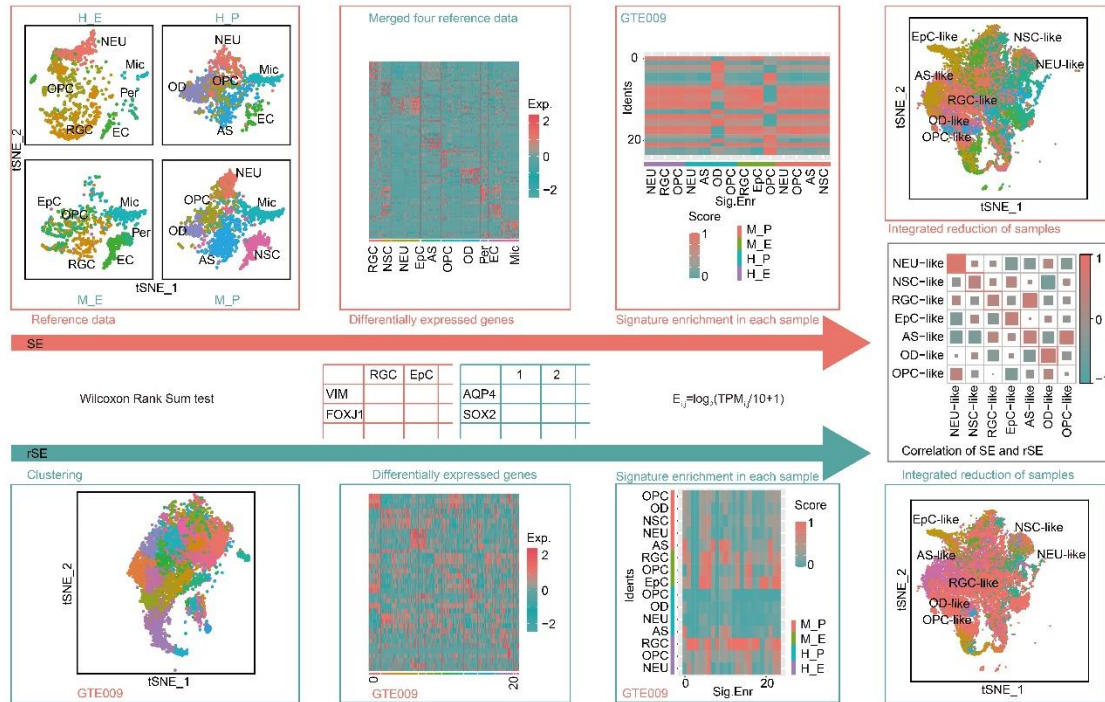 H_E
H_P
NEU
OPC
RGC
Mic
Per
EC
NEU
OPC
OD
AS
Mic
EC
EpC
OPC
RGC
Mic
Per
EC
NEU
OPC
OD
AS
Mic
NSC
tSNE_2
tSNE_1
M_E
M_P
Reference data
Merged four reference data
Exp.
2
0
−2
RGC
NSC
NEU
EpC
AS
OPC
OD
Per
EC
Mic
Differentially expressed genes
GTE009
Idents
0
20
NEU
RGC
OPC
NEU
AS
OD
OPC
RGC
EpC
OPC
NEU
OPC
AS
NSC
Sig.Enr
Score
1
0
M_P
M_E
H_P
H_E
Signature enrichment in each sample
EpC-like
NSC-like
NEU-like
AS-like
RGC-like
OD-like
OPC-like
tSNE_2
tSNE_1
Integrated reduction of samples
SE
Wilcoxon Rank Sum test
RGC EpC
VIM
FOXJ1
1 2
AQP4
SOX2
E i,j=log2(TPM i,j/10+1)
rSE
NEU-like
NSC-like
RGC-like
EpC-like
AS-like
OD-like
OPC-like
1
0
NEU-like
NSC-like
RGC-like
EpC-like
AS-like
OD-like
OPC-like
Correlation of SE and rSE
Clustering
tSNE_2
tSNE_1
GTE009
Differentially expressed genes
Exp.
2
0
−2
0
20
GTE009
Signature enrichment in each sample
Idents
OPC
OD
NSC
NEU
AS
RGC
OPC
EpC
OPC
OD
NEU
AS
RGC
OPC
NEU
0
20
Sig.Enr
Score
1
0
M_P
M_E
H_P
H_E
GTE009
Integrated reduction of samples
EpC-like
NSC-like
NEU-like
AS-like
RGC-like
OD-like
OPC-like
tSNE_2
tSNE_1